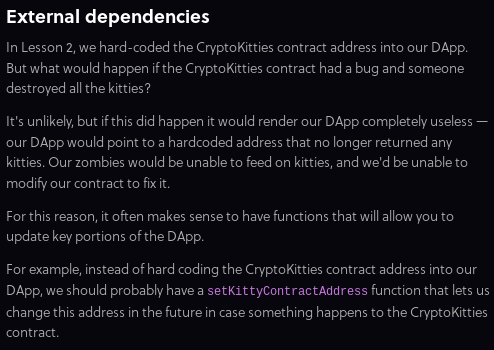 External dependencies
In Lesson 2, we hard-coded the CryptoKitties contract address into our DApp.
But what would happen if the CryptoKitties contract had a bug and someone
destroyed all the kitties?
It's unlikely, but if this did happen it would render our DApp completely useless —
our DApp would point to a hardcoded address that no longer returned any
kitties. Our zombies would be unable to feed on kitties, and we'd be unable to
modify our contract to fix it.
For this reason, it often makes sense to have functions that will allow you to
update key portions of the DApp.
For example, instead of hard coding the CryptoKitties contract address into our
DApp, we should probably have a setKittyContractAddress function that lets us
change this address in the future in case something happens to the CryptoKitties
contract.